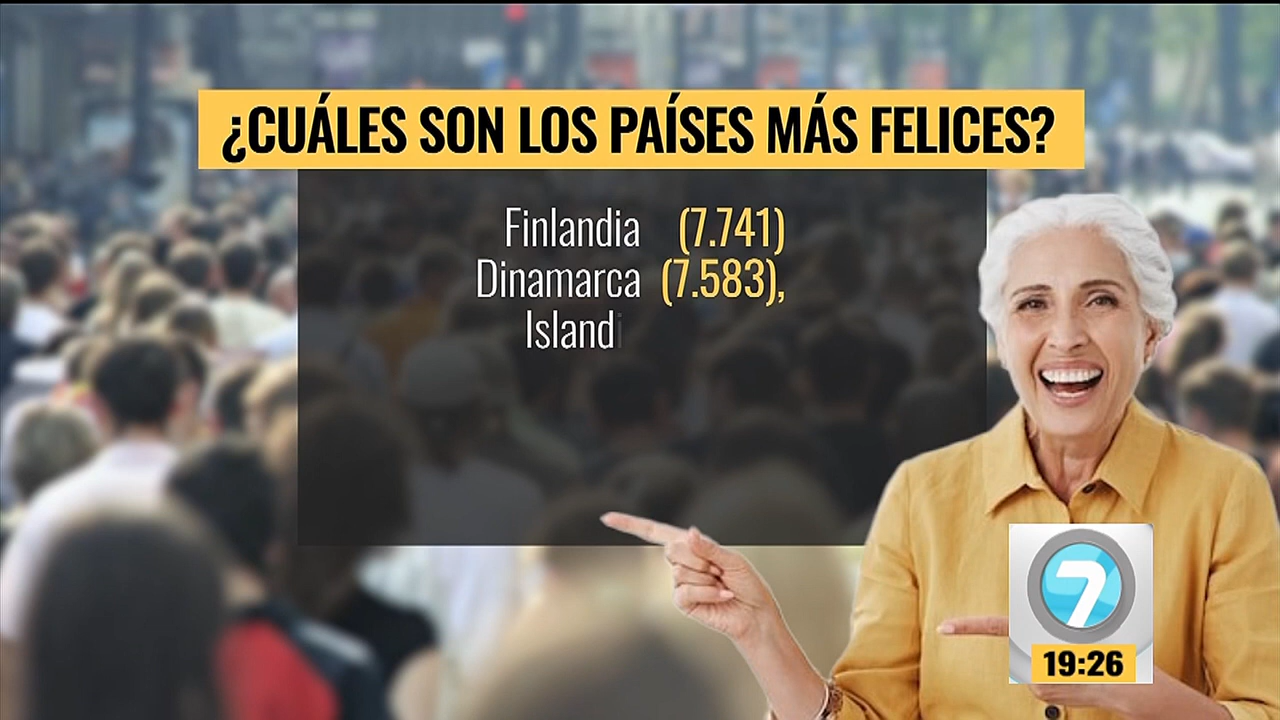 ¿CUÁLES SON LOS PAÍSES MÁS FELICES?
Finlandia (7.741)
Dinamarca (7.583),
Islandi
7
19:26